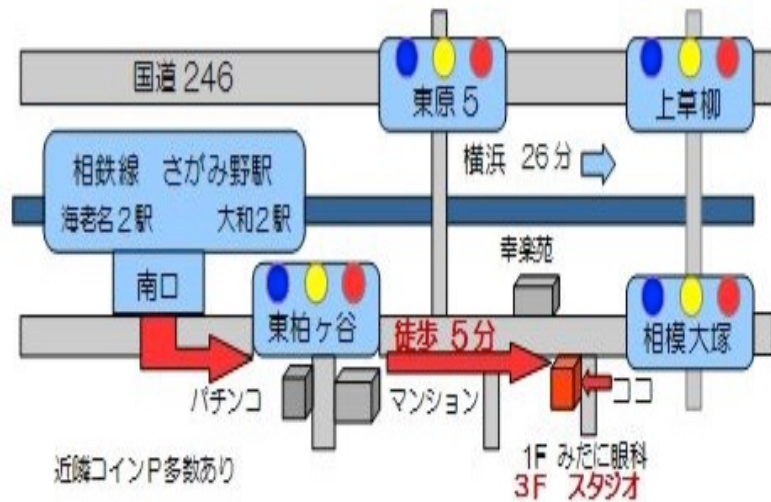 国道 246
東原 5
上草柳
相鉄線 さがみ野駅
海老名2駅 大和2駅
横浜 26分
南口
幸楽苑
東柏ヶ谷
徒歩 5分
相模大塚
パチンコ
マンション
ココ
近隣コインP多数あり
1F みだに眼科
3F スタジオ